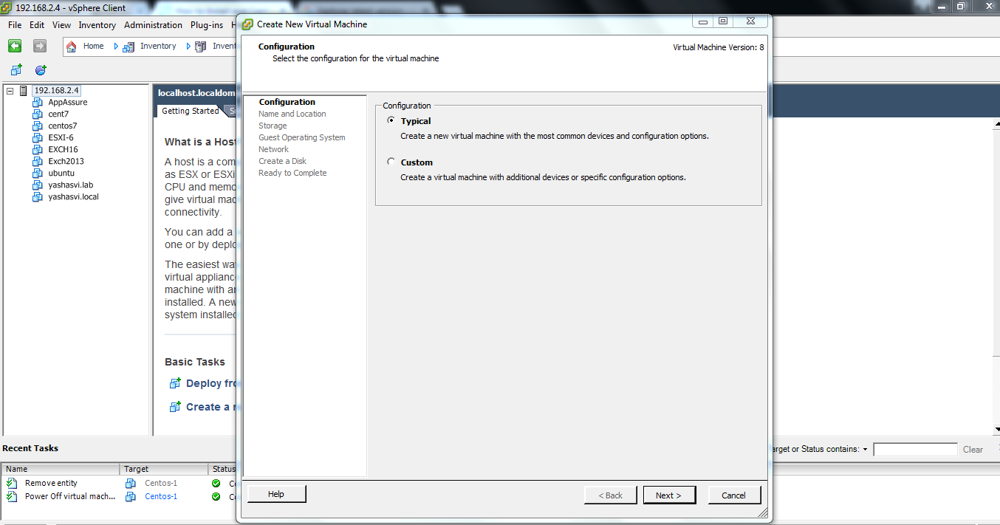 192.168.2.4 - vSphere Client
File Edit View Inventory Administration Plug-ins
Home Inventory
192.168.2.4
AppAssure
cent7
centos7
ESXI-6
EXCH16
Exch2013
ubuntu
yashasvi.lab
yashasvi.local
localhost.localdom
Getting Started
What is a Host
A host is a com
as ESX or ESXi
CPU and memo
give virtual mac
connectivity.
You can add a
one or by deplo
The easiest wa
virtual applianc
machine with an
installed. A new
system installed
Basic Tasks
Deploy fro
Create a
Create New Virtual Machine
Configuration
Select the configuration for the virtual machine
Virtual Machine Version: 8
Configuration
Name and Location
Storage
Guest Operating System
Network
Create a Disk
Ready to Complete
Configuration
Typical
Create a new virtual machine with the most common devices and configuration options.
Custom
Create a virtual machine with additional devices or specific configuration options.
Help
< Back
Next >
Cancel
Recent Tasks
arget or Status contains:
Clear
Name Target Status
Remove entity Centos-1
Power Off virtual mach... Centos-1